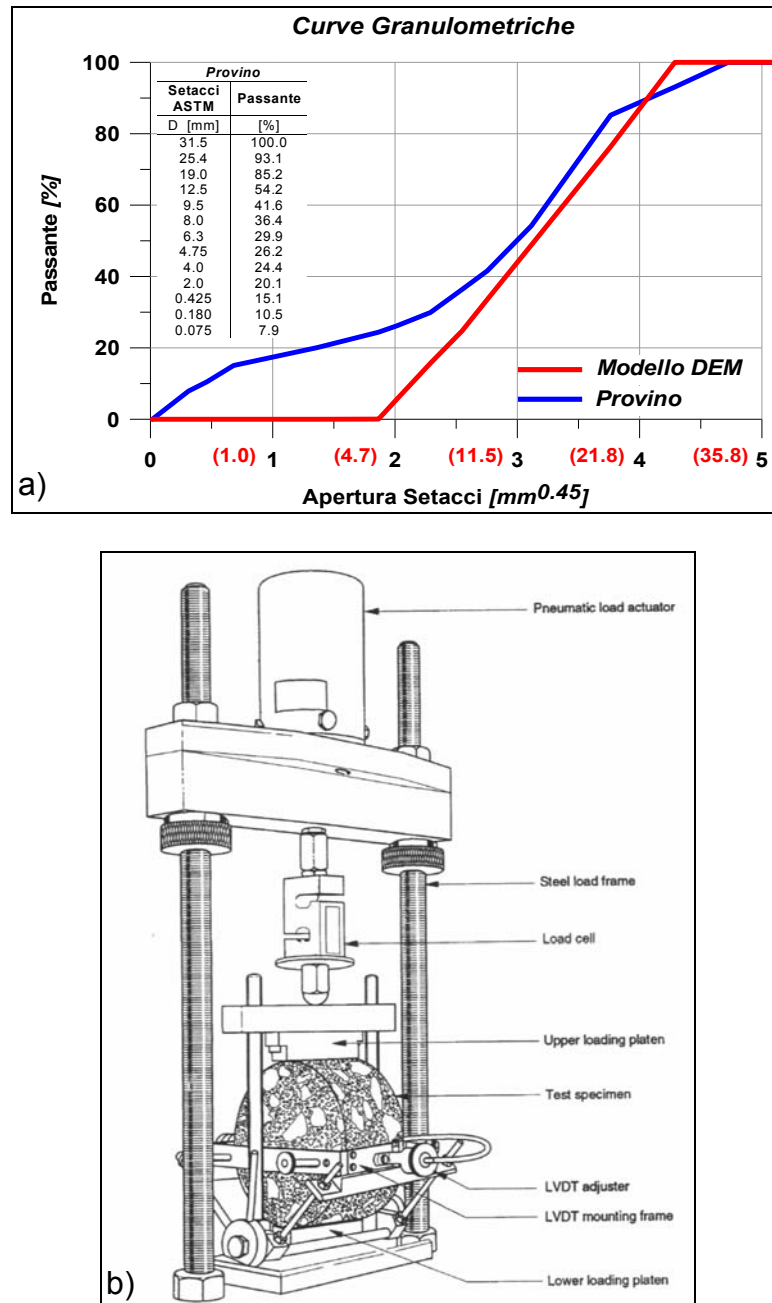 Curve Granulometriche
Provino
Setacci ASTM Passante
D [mm] [%]
31.5 100.0
25.4 93.1
19.0 85.2
12.5 54.2
9.5 41.6
8.0 36.4
6.3 29.9
4.75 26.2
4.0 24.4
2.0 20.1
0.425 15.1
0.180 10.5
0.075 7.9
100
80
60
40
20
0
Passante [%]
Modello DEM
Provino
0 (1.0) 1 (4.7) 2 (11.5) 3 (21.8) 4 (35.8) 5
Apertura Setacci [mm0.45]
a)
Pneumatic load actuator
Steel load frame
Load cell
Upper loading platen
Test specimen
LVDT adjuster
LVDT mounting frame
Lower loading platen
b)